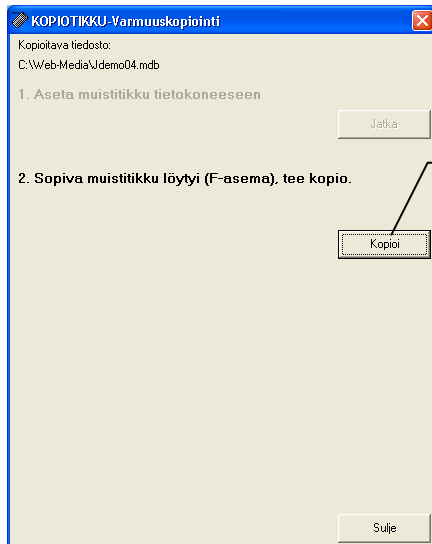 KOPIOTIKKU-Varmuuskopiointi
Kopioitava tiedosto:
C:\Web-Media\Jdemo04.mdb
1. Aseta muistitikku tietokoneeseen
Jatka
2. Sopiva muistitikku löytyi (F-asema), tee kopio.
Kopioi
Sulje